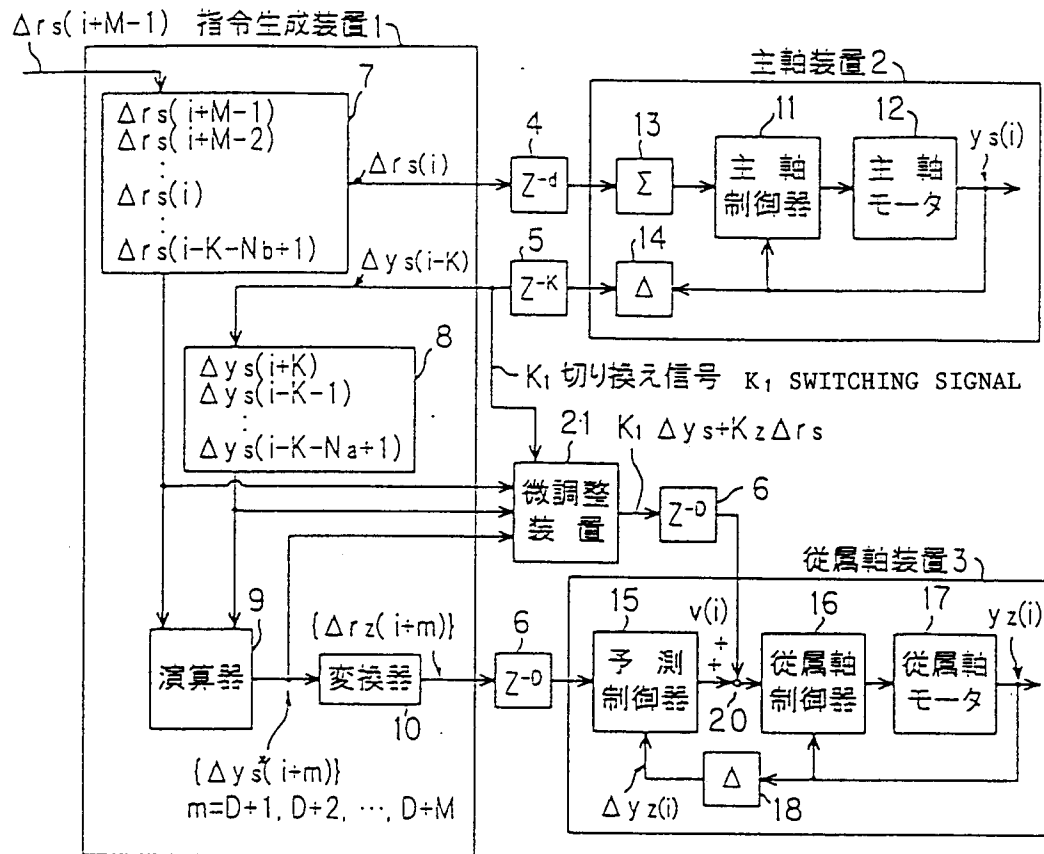 Δrs(i÷M-1) 指令生成装置1
主軸装置2
7
Δrs(i÷M-1)
Δrs(i÷M-2)
⋮
Δrs(i)
⋮
Δrs(i-K-Nb÷1)
Δrs(i)
4
Z-d
13
Σ
11
主軸
制御器
12
主軸
モータ
ys(i)
Δys(i-K)
5
Z-K
14
Δ
8
Δys(i÷K)
Δys(i-K-1)
⋮
Δys(i-K-Na÷1)
K1 切り換え信号 K1 SWITCHING SIGNAL
21
微調整
装置
K1 Δys÷Kz Δrs
6
Z-D
従属軸装置3
9
演算器
変換器
10
{Δrz(i÷m)}
6
Z-D
15
予測
制御器
v(i)
÷
÷
20
16
従属軸
制御器
17
従属軸
モータ
yz(i)
Δ
18
Δyz(i)
{Δys*(i÷m)}
m=D÷1, D÷2, ⋯, D÷M